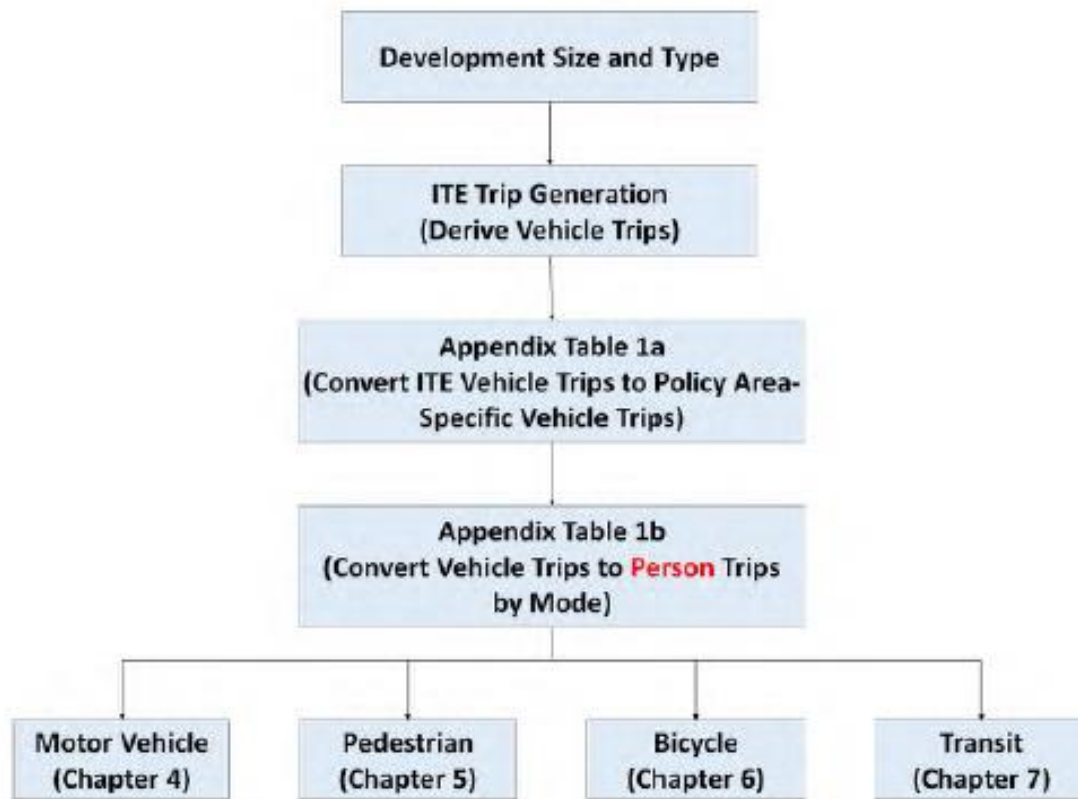 Development Size and Type
ITE Trip Generation
(Derive Vehicle Trips)
Appendix Table 1a
(Convert ITE Vehicle Trips to Policy Area-
Specific Vehicle Trips)
Appendix Table 1b
(Convert Vehicle Trips to Person Trips
by Mode)
Motor Vehicle
(Chapter 4)
Pedestrian
(Chapter 5)
Bicycle
(Chapter 6)
Transit
(Chapter 7)